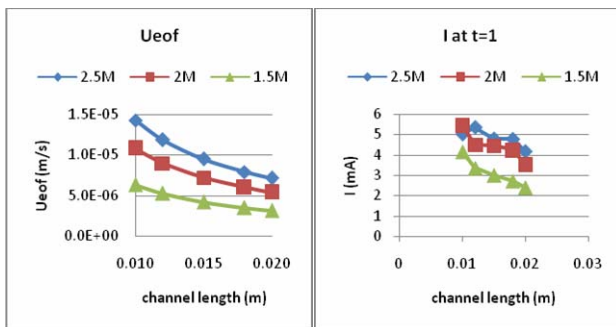 Ueof
2.5M 2M 1.5M
1.5E-05
1.0E-05
5.0E-06
0.0E+00
Ueof (m/s)
0.010 0.015 0.020
channel length (m)
I at t=1
2.5M 2M 1.5M
6
5
4
3
2
1
0
I (mA)
0 0.01 0.02 0.03
channel length (m)